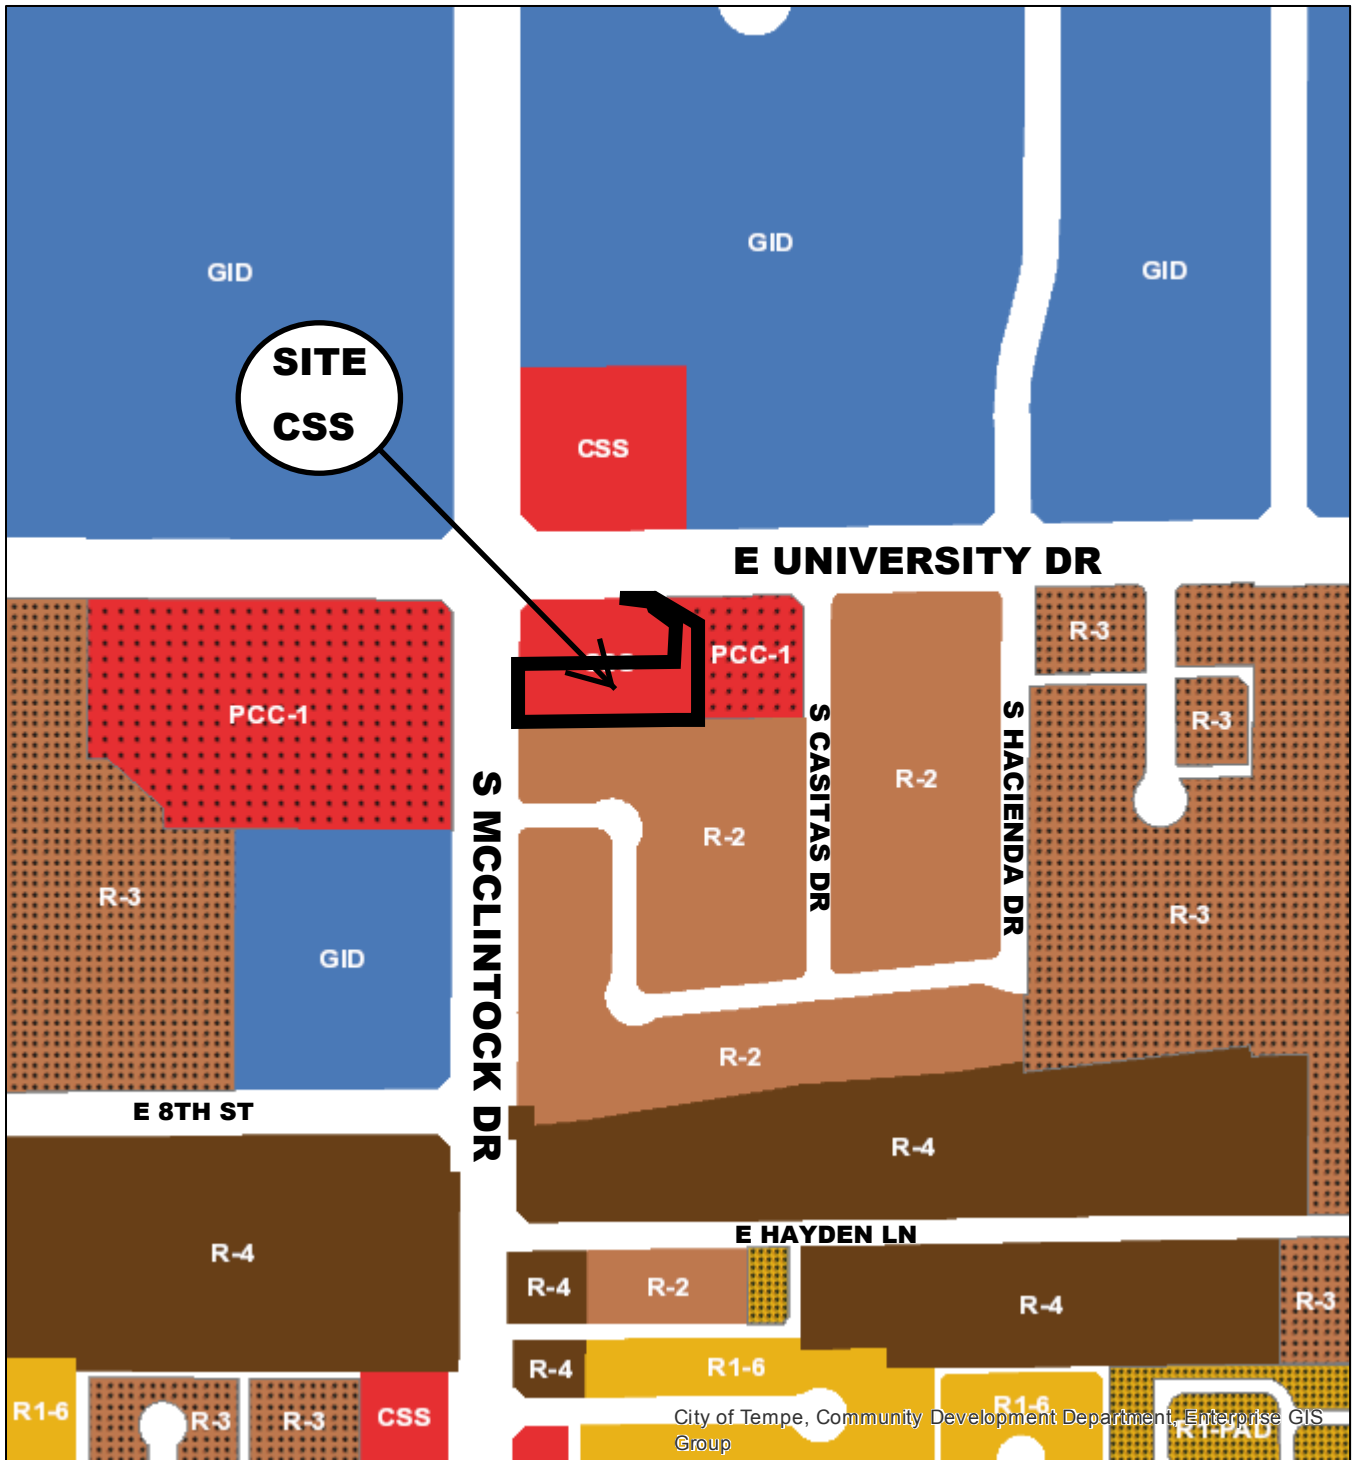 GID
GID
GID
SITE
CSS
CSS
E UNIVERSITY DR
R-3
PCC-1
R-3
PCC-1
S CASITAS DR
S HACIENDA DR
R-2
S MCCLINTOCK DR
R-2
R-3
R-3
GID
R-2
E 8TH ST
R-4
E HAYDEN LN
R-4
R-4
R-2
R-4
R-3
R-4
R1-6
R1-6
R-3
R-3
CSS
R1-6
City of Tempe, Community Development Department, Enterprise GIS
Group
R1-PAD